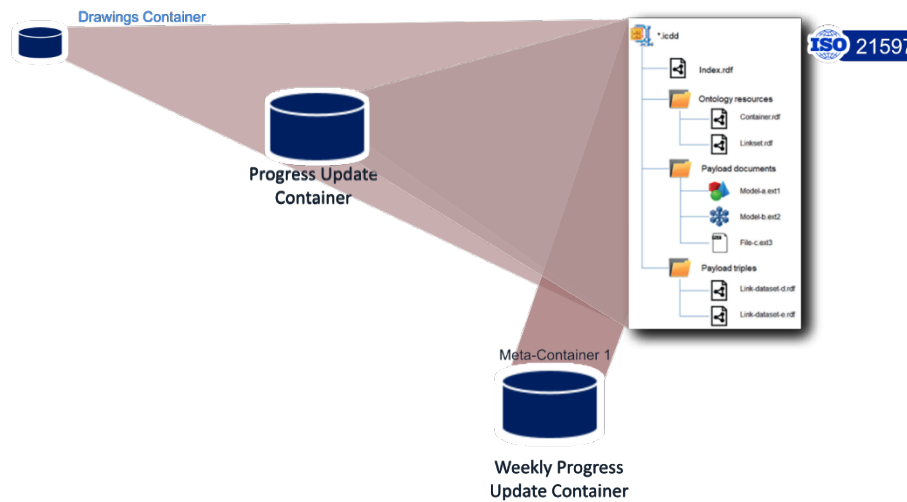 Drawings Container
*.icdd
ISO 21597
Index.rdf
Ontology resources
Container.rdf
Linkset.rdf
Progress Update
Container
Payload documents
Model-a.ext1
Model-b.ext2
File-c.ext3
Payload triples
Link-dataset-d.rdf
Link-dataset-e.rdf
Meta-Container 1
Weekly Progress
Update Container